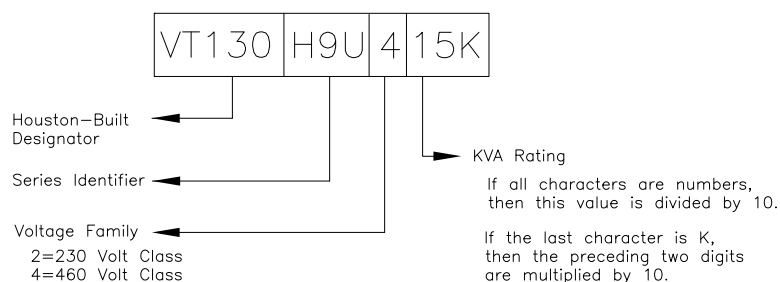 VT130 H9U 4 15K
Houston-Built
Designator
Series Identifier
Voltage Family
2=230 Volt Class
4=460 Volt Class
KVA Rating
If all characters are numbers,
then this value is divided by 10.
If the last character is K,
then the preceding two digits
are multiplied by 10.